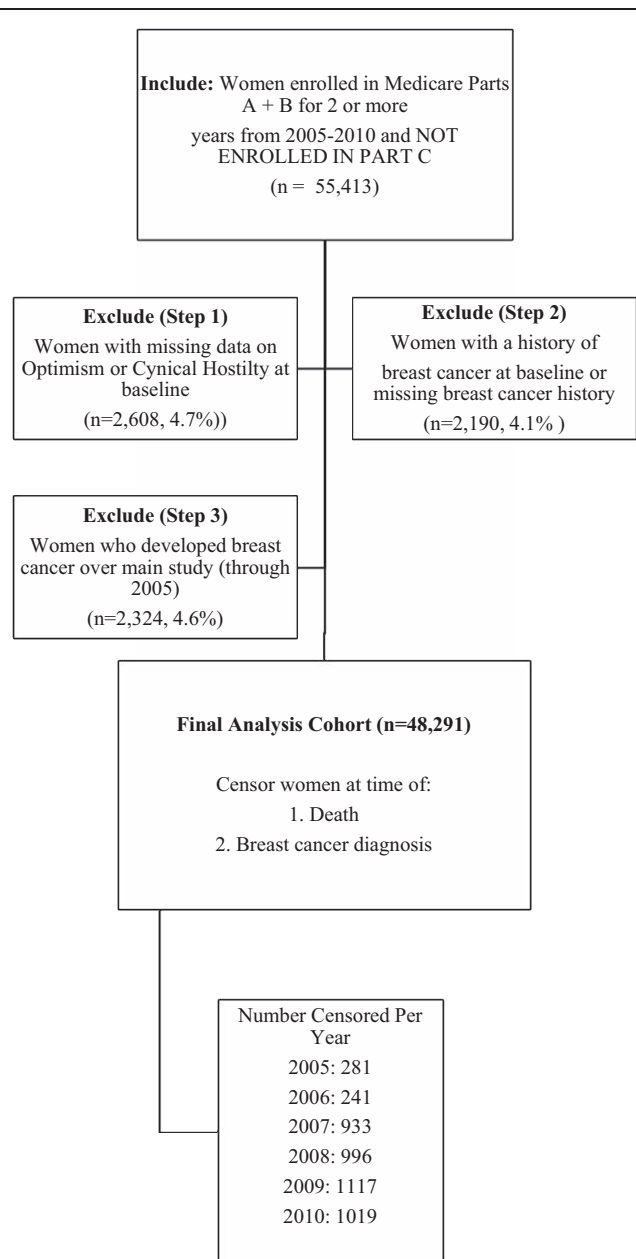 Include: Women enrolled in Medicare Parts
A + B for 2 or more
years from 2005-2010 and NOT
ENROLLED IN PART C
(n = 55,413)
Exclude (Step 1)
Women with missing data on
Optimism or Cynical Hostilty at
baseline
(n=2,608, 4.7%))
Exclude (Step 2)
Women with a history of
breast cancer at baseline or
missing breast cancer history
(n=2,190, 4.1% )
Exclude (Step 3)
Women who developed breast
cancer over main study (through
2005)
(n=2,324, 4.6%)
Final Analysis Cohort (n=48,291)
Censor women at time of:
1. Death
2. Breast cancer diagnosis
Number Censored Per
Year
2005: 281
2006: 241
2007: 933
2008: 996
2009: 1117
2010: 1019